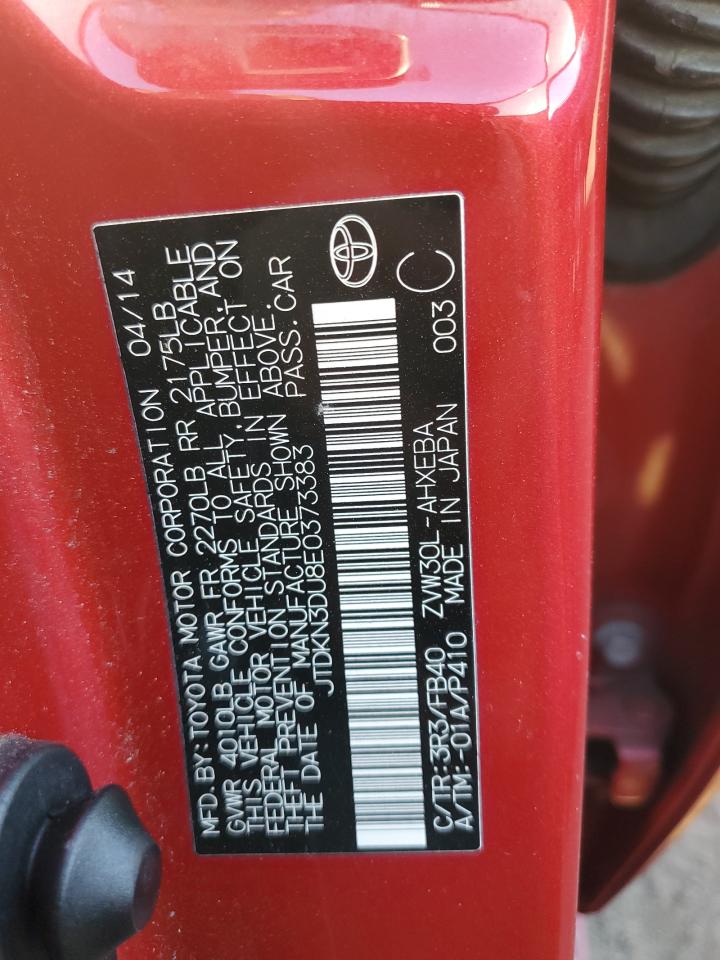 MFD. BY: TOYOTA MOTOR CORPORATION 04/14
GVWR 4010LB GAWR FR 2270LB RR 2175LB
THIS VEHICLE CONFORMS TO ALL APPLICABLE
FEDERAL MOTOR VEHICLE SAFETY, BUMPER, AND
THEFT PREVENTION STANDARDS IN EFFECT ON
THE DATE OF MANUFACTURE SHOWN ABOVE.
JTDKN3DU8E0373383 PASS. CAR
C/TR: 3R3/FB40 ZVW30L-AHXEBA 003 C
A/TM: -01A/P410 MADE IN JAPAN